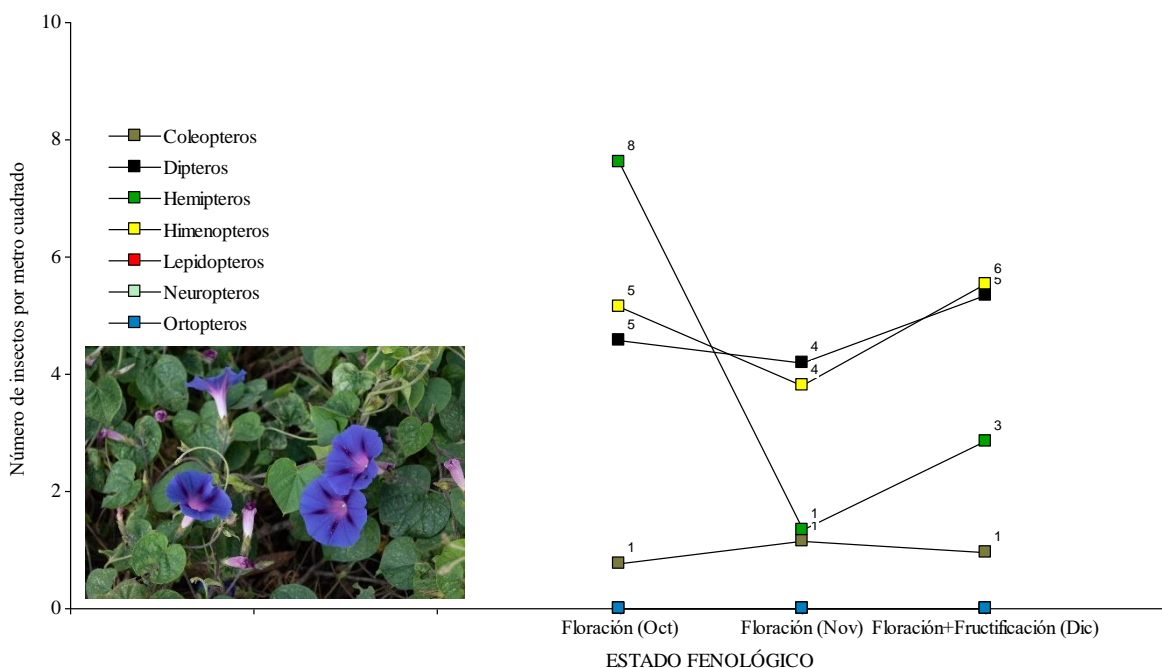 Número de insectos por metro cuadrado
10
8
6
4
2
0
Coleopteros
Dipteros
Hemipteros
Himenopteros
Lepidopteros
Neuropteros
Ortopteros
8
5
5
1
4
4
1
1
6
5
3
1
Floración (Oct)
Floración (Nov)
Floración+Fructificación (Dic)
ESTADO FENOLÓGICO